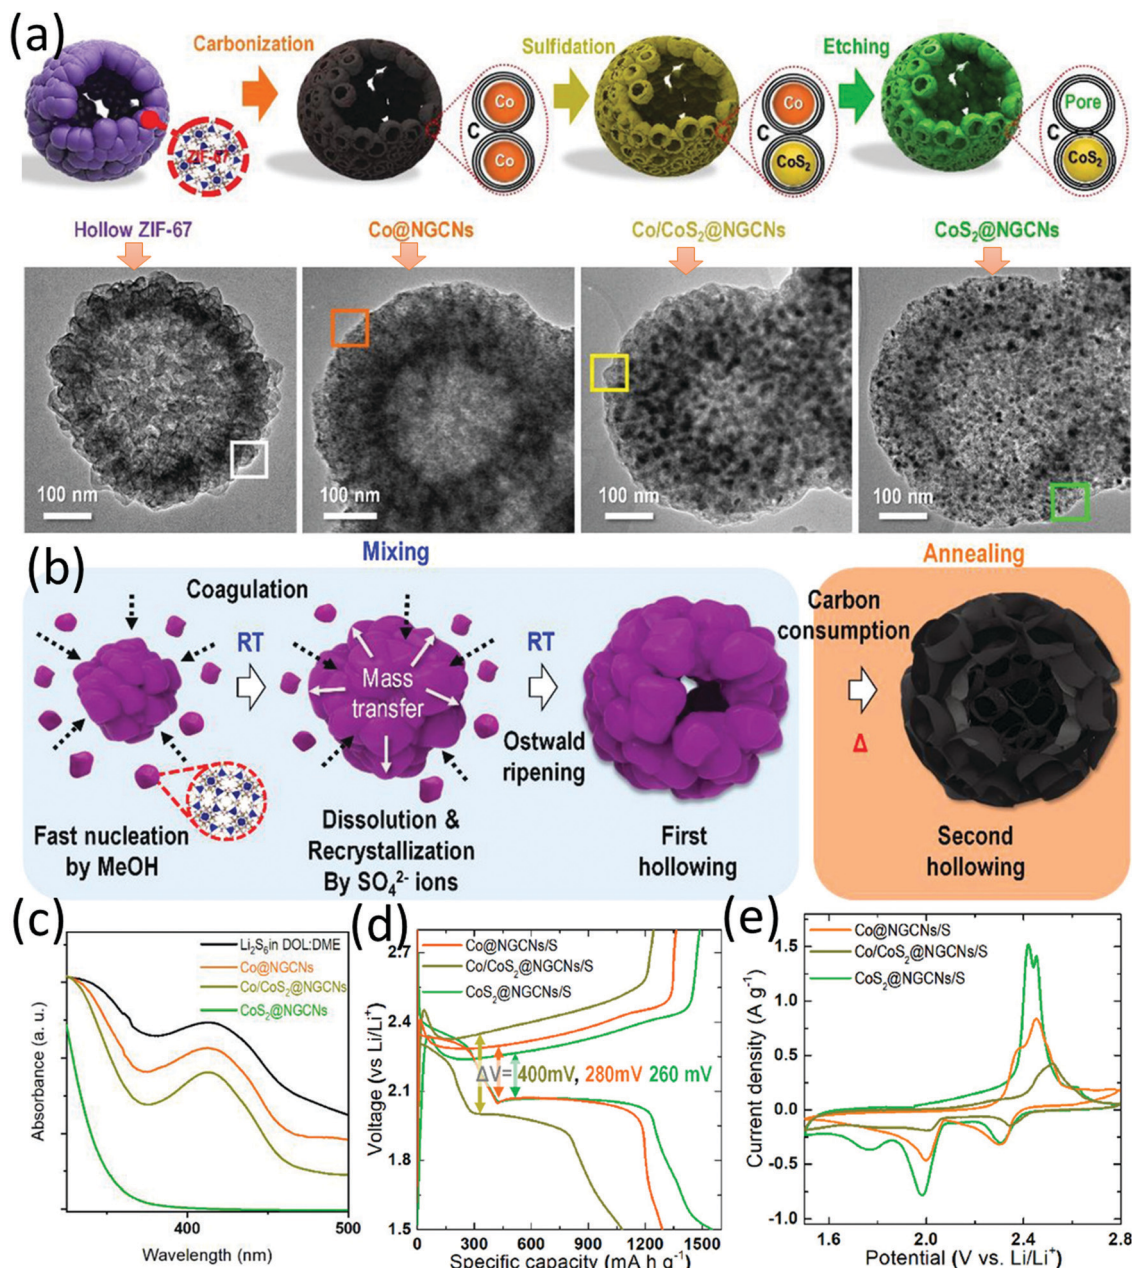 (a)
Carbonization
Sulfidation
Etching
ZIF-67
C
Co
Co
C
Co
CoS₂
C
Pore
CoS₂
Hollow ZIF-67
Co@NGCNs
Co/CoS₂@NGCNs
CoS₂@NGCNs
100 nm
100 nm
100 nm
100 nm
(b)
Mixing
Annealing
Coagulation
RT
Mass
transfer
RT
Ostwald
ripening
Carbon
consumption
Δ
Fast nucleation
by MeOH
Dissolution &
Recrystallization
By SO₄²⁻ ions
First
hollowing
Second
hollowing
(c)
Li₂S₆in DOL:DME
Co@NGCNs
Co/CoS₂@NGCNs
CoS₂@NGCNs
Absorbance (a. u.)
400
500
Wavelength (nm)
(d)
Co@NGCNs/S
Co/CoS₂@NGCNs/S
CoS₂@NGCNs/S
ΔV= 400mV, 280mV 260 mV
Voltage (vs Li/Li⁺)
2.7
2.4
2.1
1.8
1.5
0
300
600
900
1200
1500
Specific capacity (mA h g⁻¹)
(e)
Co@NGCNs/S
Co/CoS₂@NGCNs/S
CoS₂@NGCNs/S
Current density (A g⁻¹)
1.5
1.0
0.5
0.0
-0.5
-1.0
1.6
2.0
2.4
2.8
Potential (V vs. Li/Li⁺)